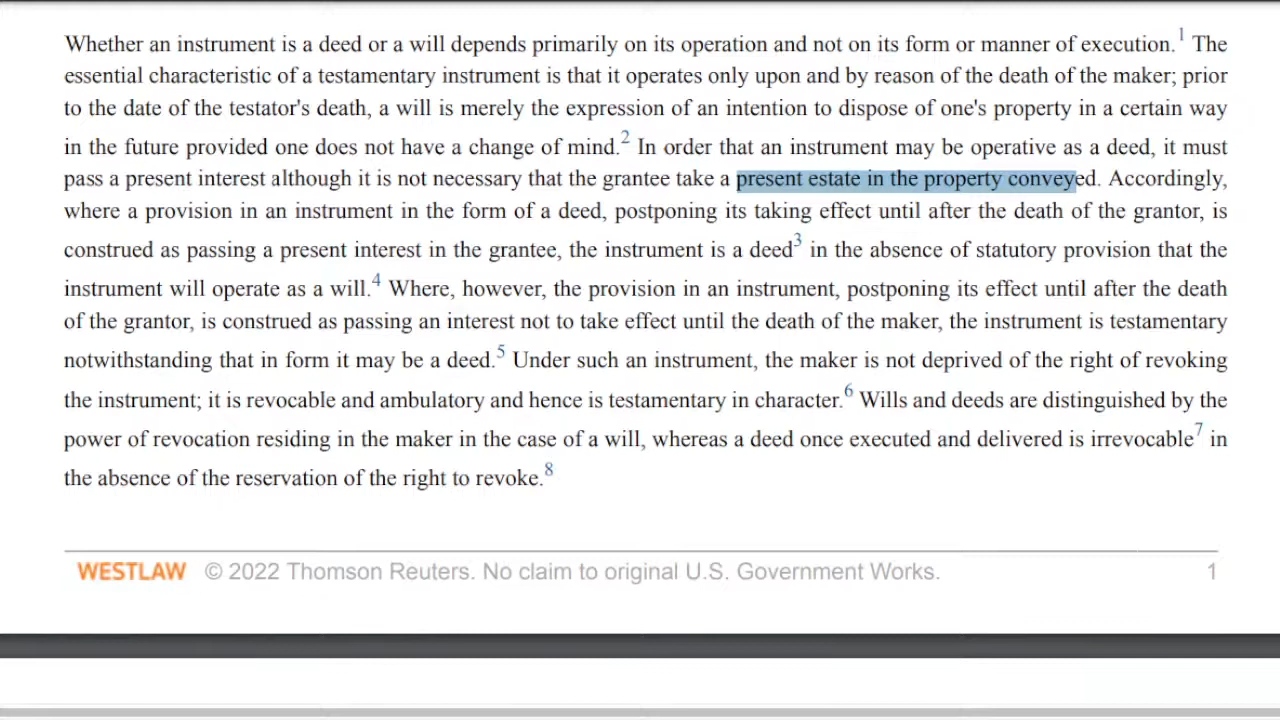 Whether an instrument is a deed or a will depends primarily on its operation and not on its form or manner of execution.1 The
essential characteristic of a testamentary instrument is that it operates only upon and by reason of the death of the maker; prior
to the date of the testator's death, a will is merely the expression of an intention to dispose of one's property in a certain way
in the future provided one does not have a change of mind.2 In order that an instrument may be operative as a deed, it must
pass a present interest although it is not necessary that the grantee take a present estate in the property conveyed. Accordingly,
where a provision in an instrument in the form of a deed, postponing its taking effect until after the death of the grantor, is
construed as passing a present interest in the grantee, the instrument is a deed3 in the absence of statutory provision that the
instrument will operate as a will.4 Where, however, the provision in an instrument, postponing its effect until after the death
of the grantor, is construed as passing an interest not to take effect until the death of the maker, the instrument is testamentary
notwithstanding that in form it may be a deed.5 Under such an instrument, the maker is not deprived of the right of revoking
the instrument; it is revocable and ambulatory and hence is testamentary in character.6 Wills and deeds are distinguished by the
power of revocation residing in the maker in the case of a will, whereas a deed once executed and delivered is irrevocable7 in
the absence of the reservation of the right to revoke.8
WESTLAW © 2022 Thomson Reuters. No claim to original U.S. Government Works. 1